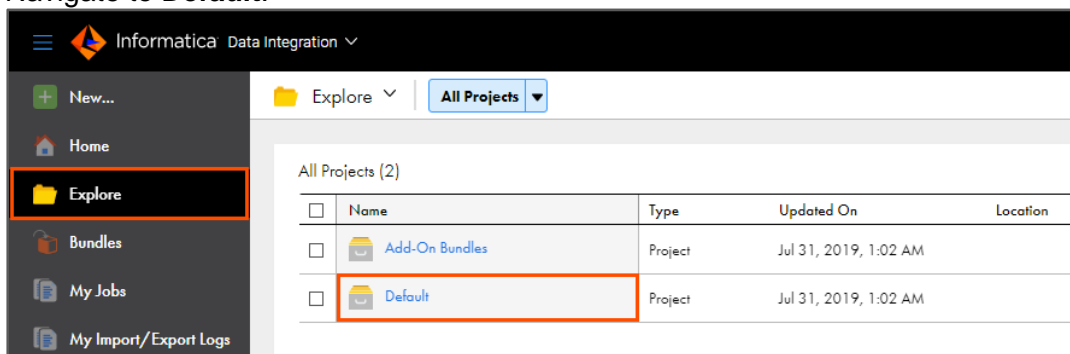 Navigate to Default.
Informatica Data Integration
New...
Explore
All Projects
Home
All Projects (2)
Explore
Name Type Updated On Location
Bundles
Add-On Bundles Project Jul 31, 2019, 1:02 AM
My Jobs
Default Project Jul 31, 2019, 1:02 AM
My Import/Export Logs